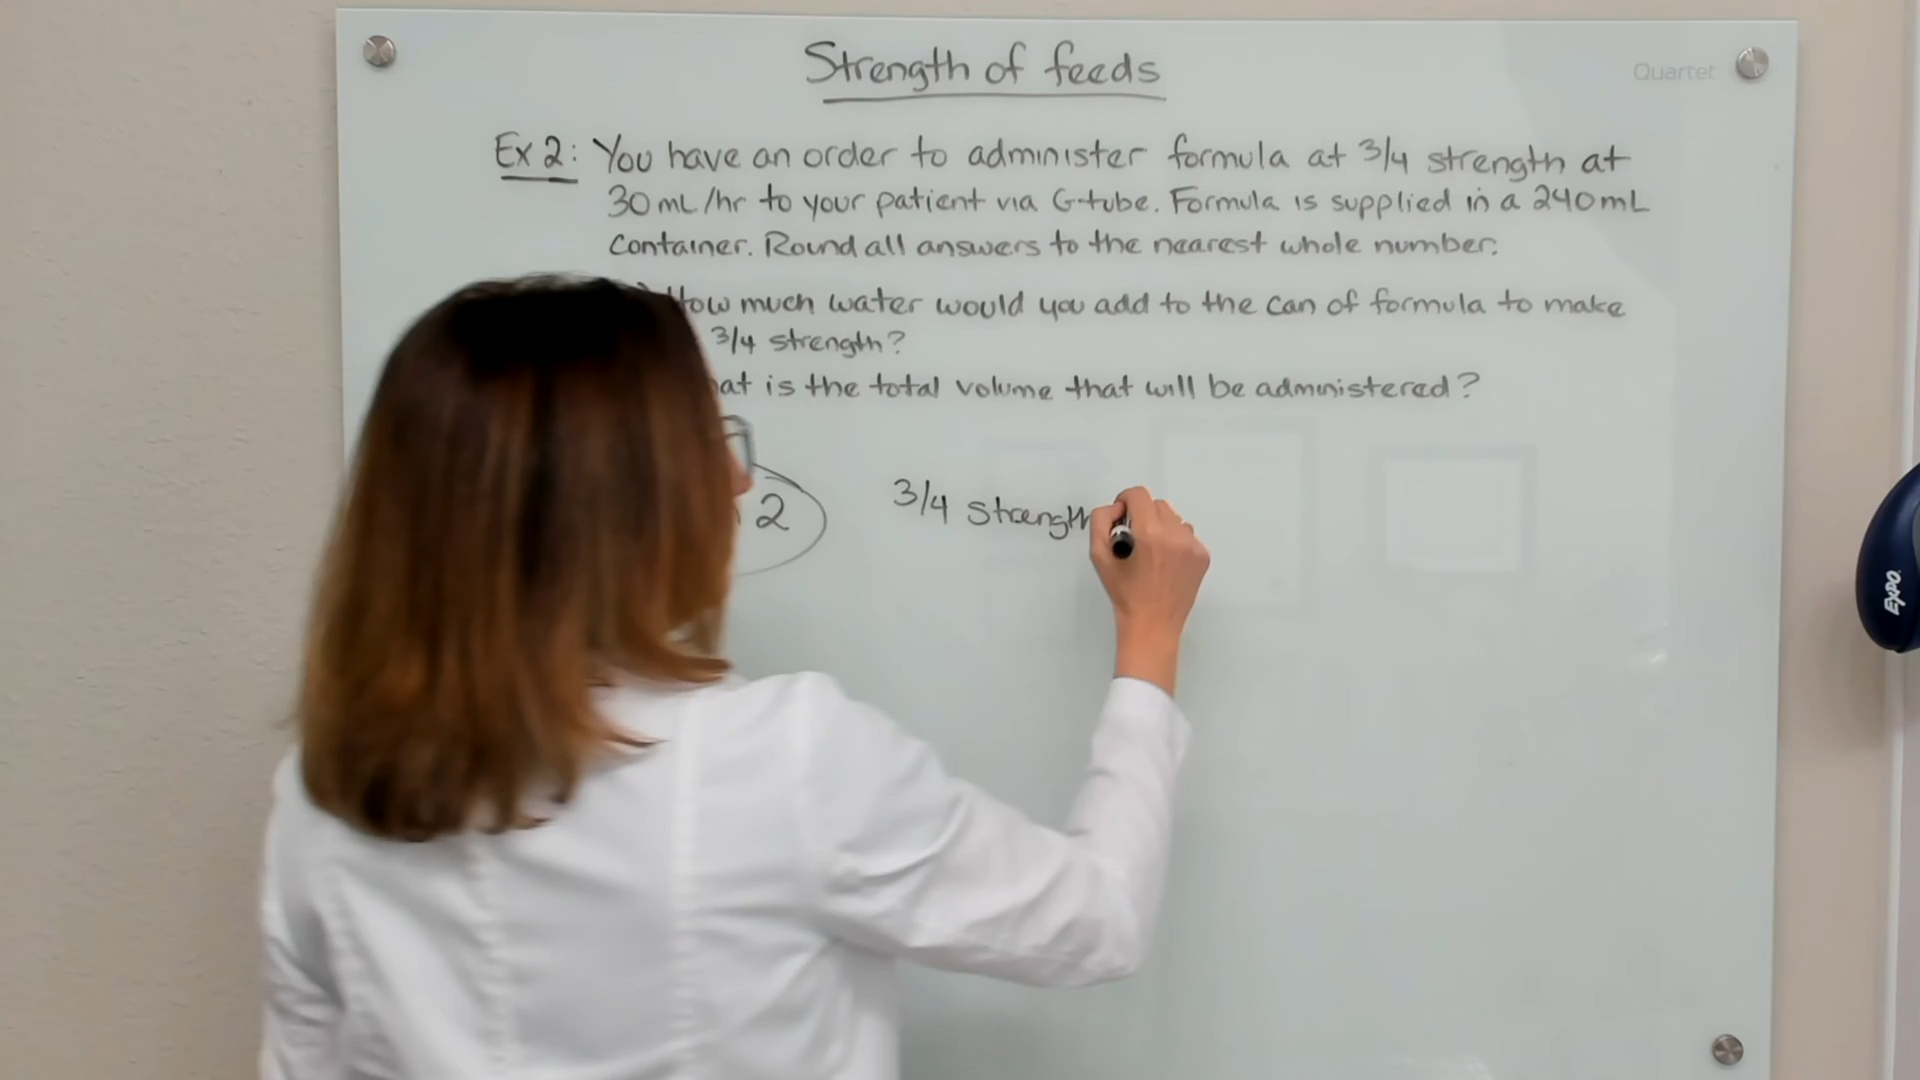 Strength of feeds
Quartet
Ex 2: You have an order to administer formula at 3/4 strength at
30 mL/hr to your patient via G-tube. Formula is supplied in a 240 mL
Container. Round all answers to the nearest whole number.
How much water would you add to the can of formula to make
3/4 strength?
is the total volume that will be administered?
2
3/4 strength
Expo